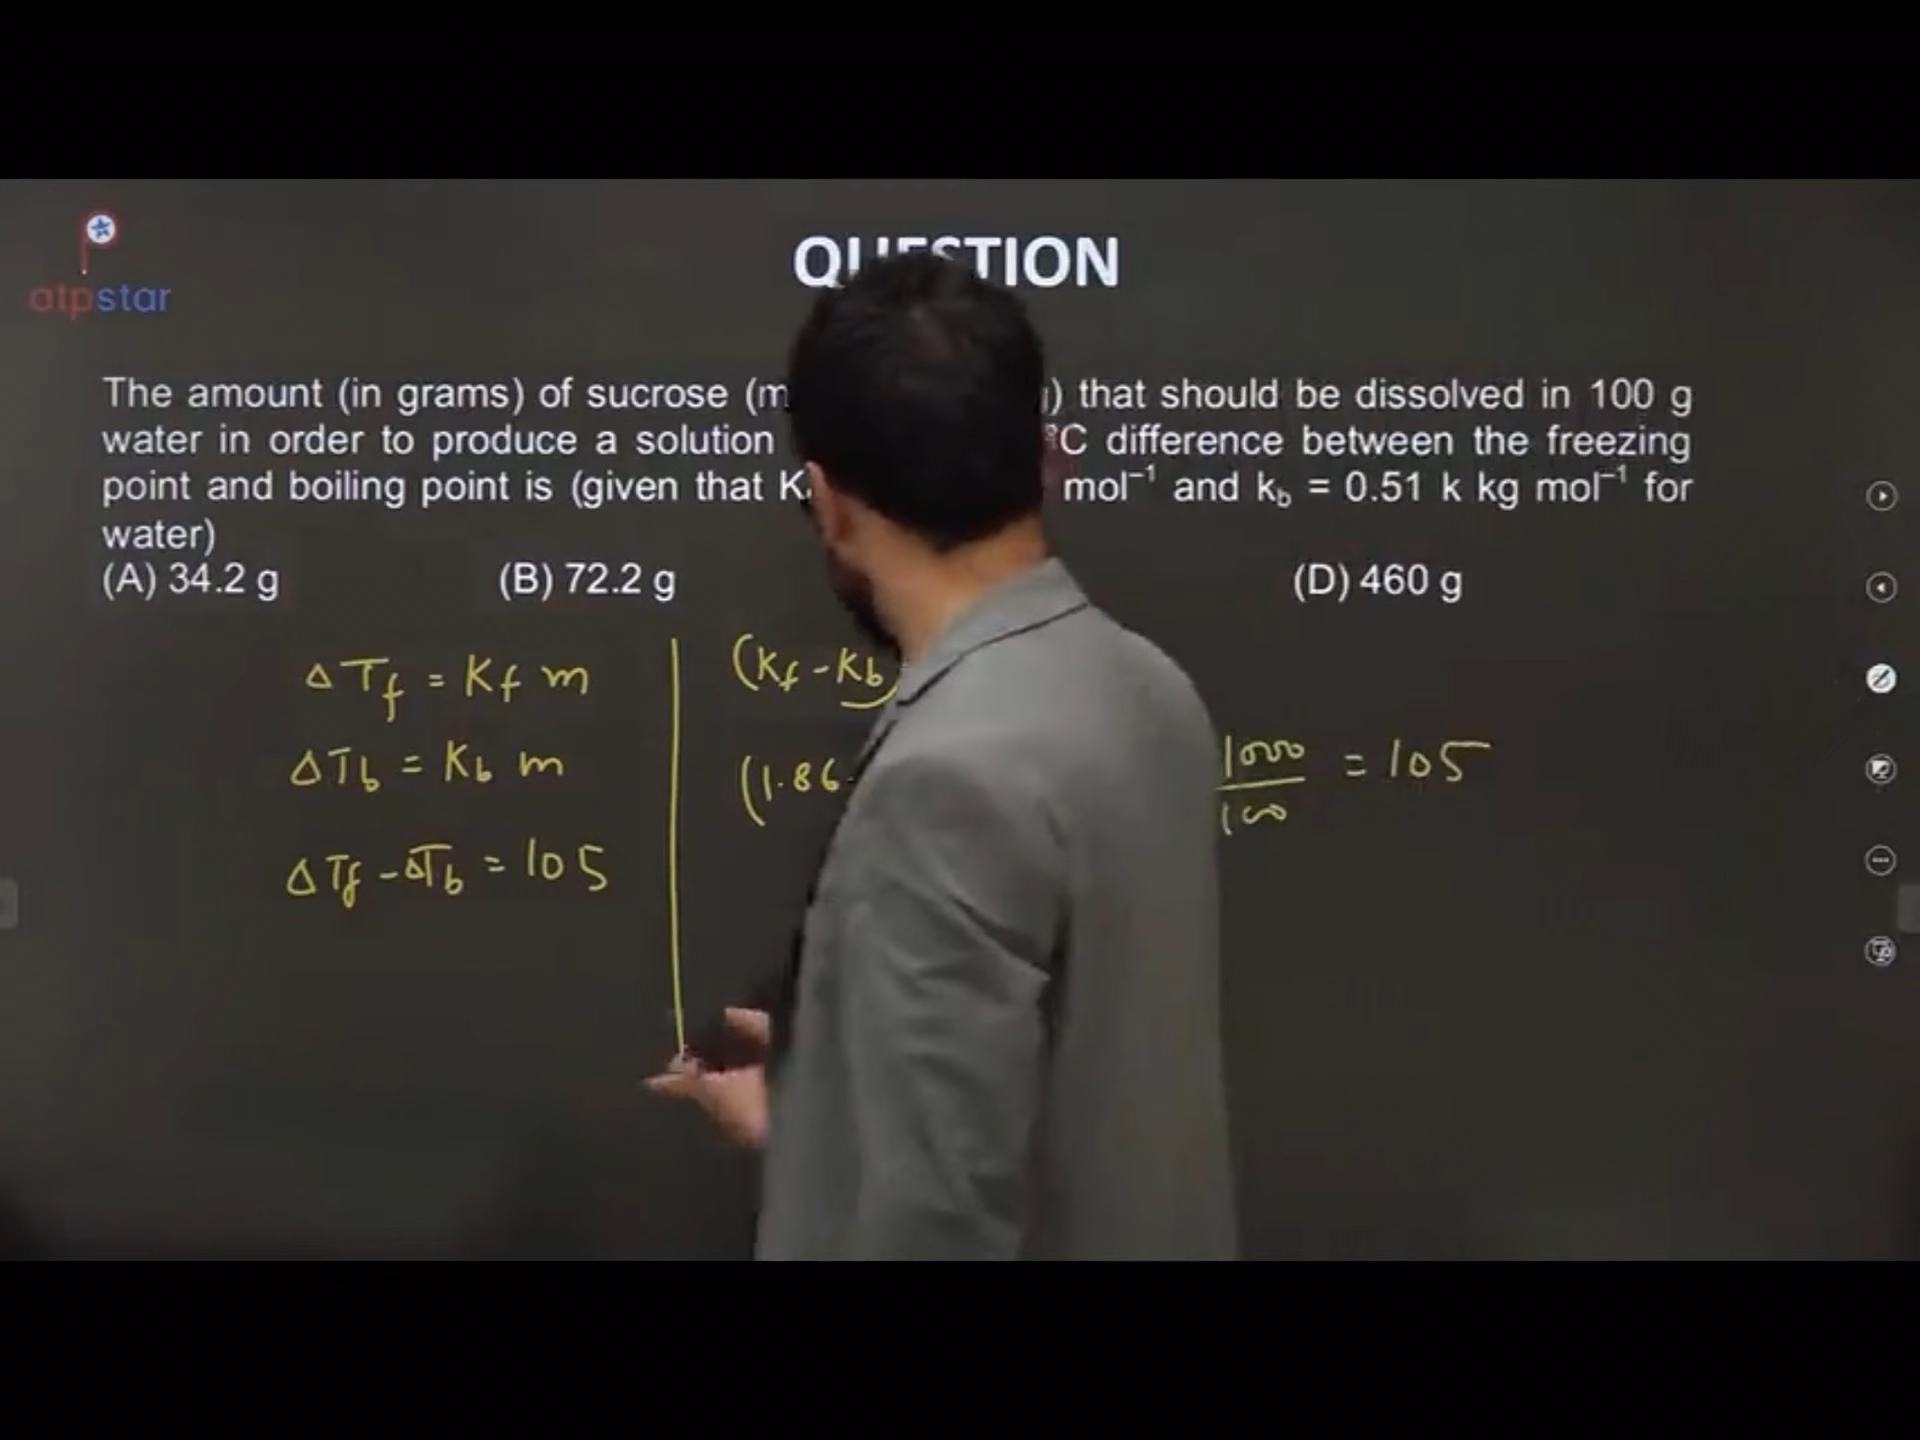 atpstar
QUESTION
The amount (in grams) of sucrose (m ) that should be dissolved in 100 g
water in order to produce a solution °C difference between the freezing
point and boiling point is (given that K mol⁻¹ and k_b = 0.51 k kg mol⁻¹ for
water)
(A) 34.2 g (B) 72.2 g (D) 460 g
ΔT_f = K_f m
ΔT_b = K_b m
ΔT_f - ΔT_b = 105
(K_f - K_b)
(1.86 1000/100 = 105